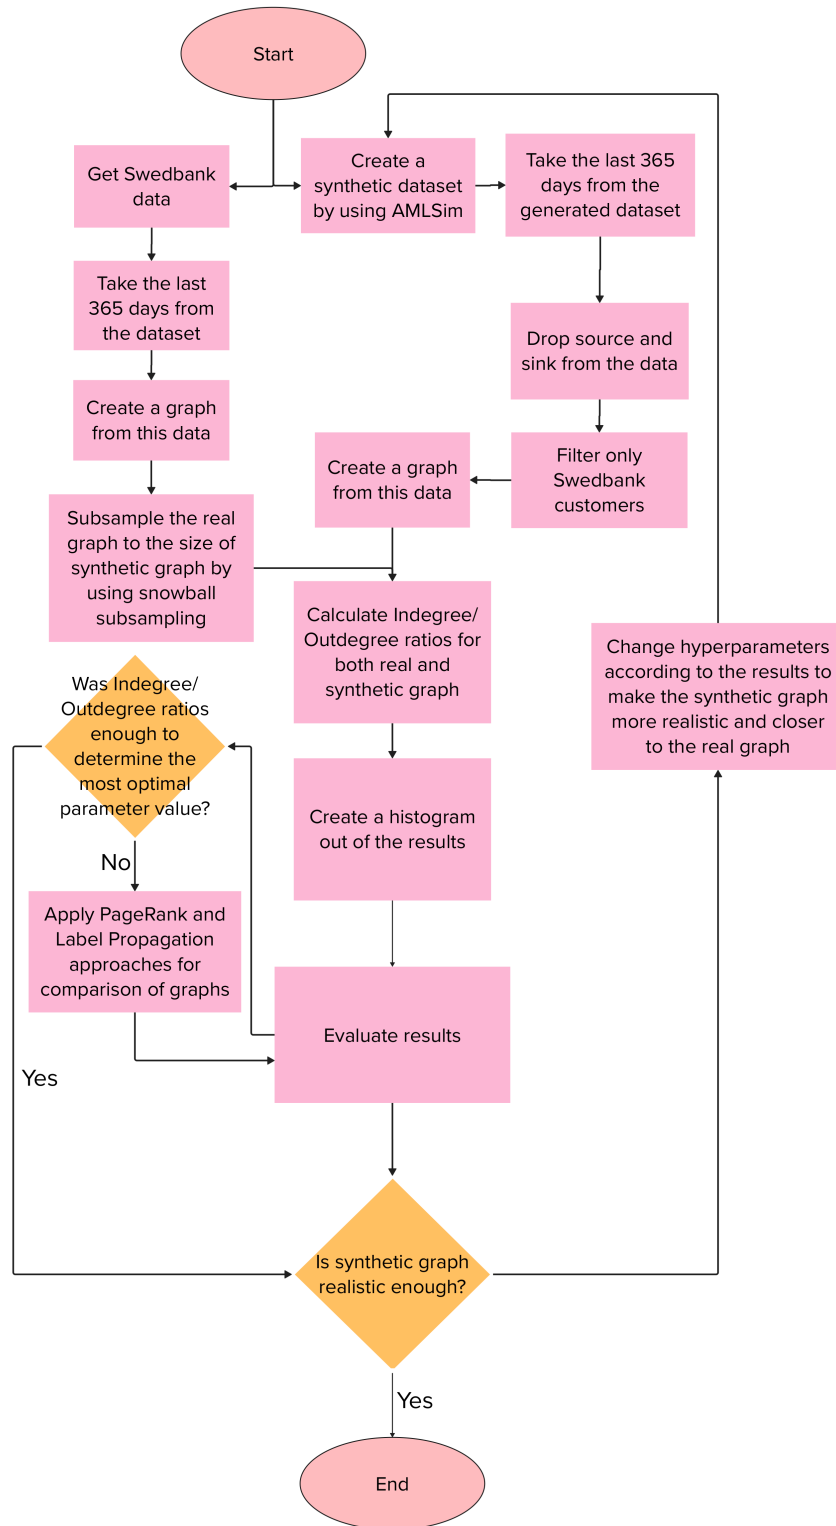 Start
Get Swedbank
data
Create a
synthetic dataset
by using AMLSim
Take the last 365
days from the
generated dataset
Take the last
365 days from
the dataset
Drop source and
sink from the data
Create a graph
from this data
Filter only
Swedbank
customers
Create a graph
from this data
Subsample the real
graph to the size of
synthetic graph by
using snowball
subsampling
Calculate Indegree/
Outdegree ratios for
both real and
synthetic graph
Change hyperparameters
according to the results to
make the synthetic graph
more realistic and closer
to the real graph
Was Indegree/
Outdegree ratios
enough to
determine the
most optimal
parameter value?
Create a histogram
out of the results
No
Apply PageRank and
Label Propagation
approaches for
comparison of graphs
Evaluate results
Yes
Is synthetic graph
realistic enough?
Yes
End